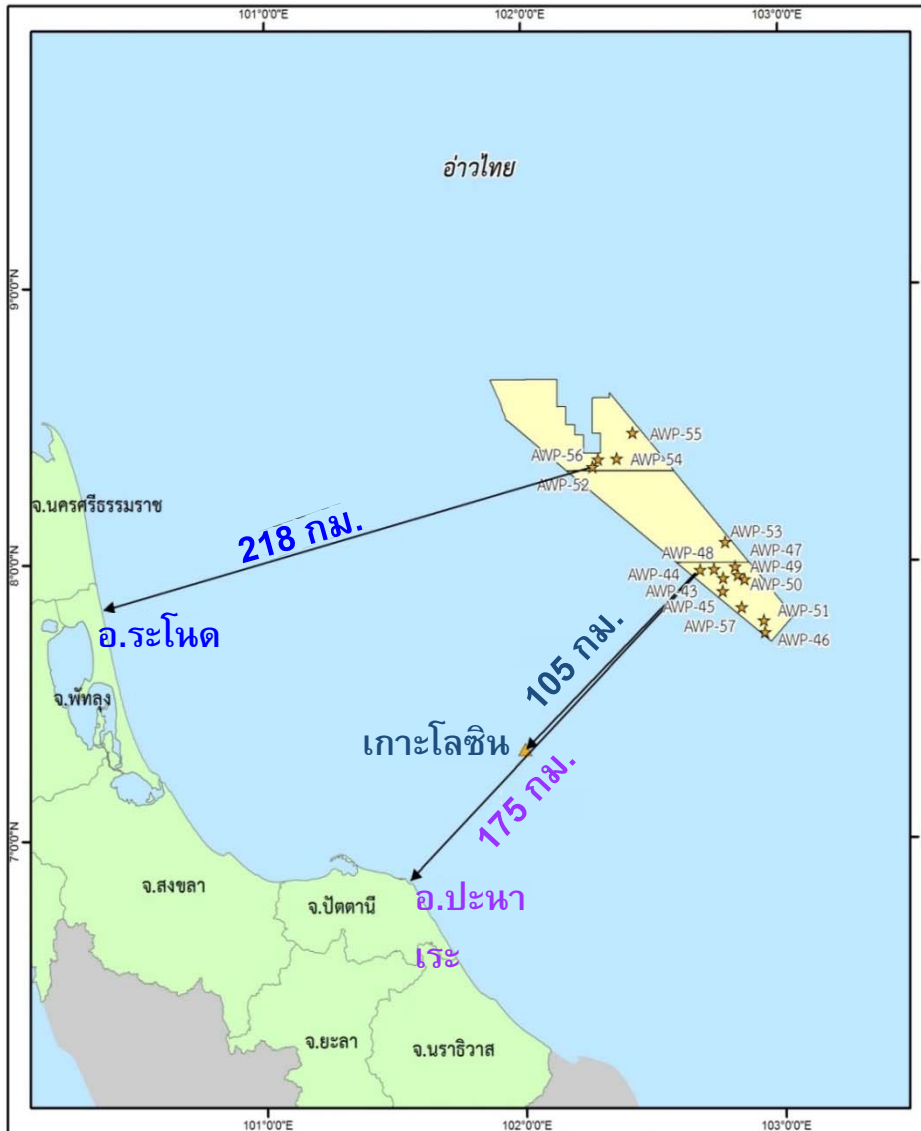 101°0'0"E
102°0'0"E
103°0'0"E
อ่าวไทย
9°0'0"N
AWP-55
AWP-56
AWP-54
AWP-52
จ.นครศรีธรรมราช
218 กม.
AWP-53
AWP-48
AWP-47
8°0'0"N
AWP-49
AWP-44
AWP-50
AWP-43
AWP-45
AWP-51
อ.ระโนด
AWP-57
AWP-46
105 กม.
จ.พัทลุง
เกาะโลซิน
175 กม.
7°0'0"N
จ.สงขลา
จ.ปัตตานี
อ.ปะนา
เระ
จ.ยะลา
จ.นราธิวาส
101°0'0"E
102°0'0"E
103°0'0"E